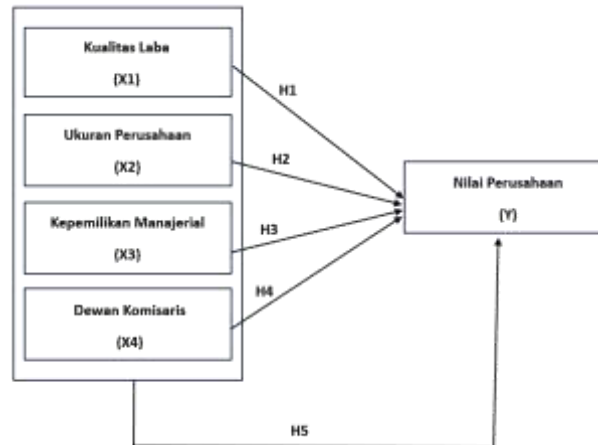 Kualitas Laba
(X1)
H1
Ukuran Perusahaan
(X2)
H2
Nilai Perusahaan
(Y)
Kepemilikan Manajerial
(X3)
H3
Dewan Komisaris
(X4)
H4
H5